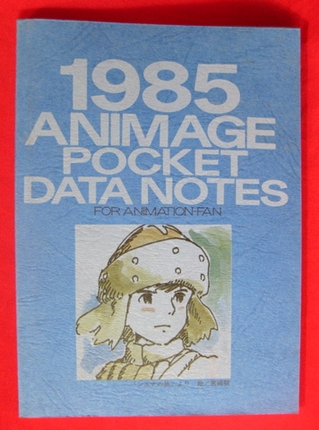 1985
ANIMAGE
POCKET
DATA NOTES
FOR ANIMATION FAN